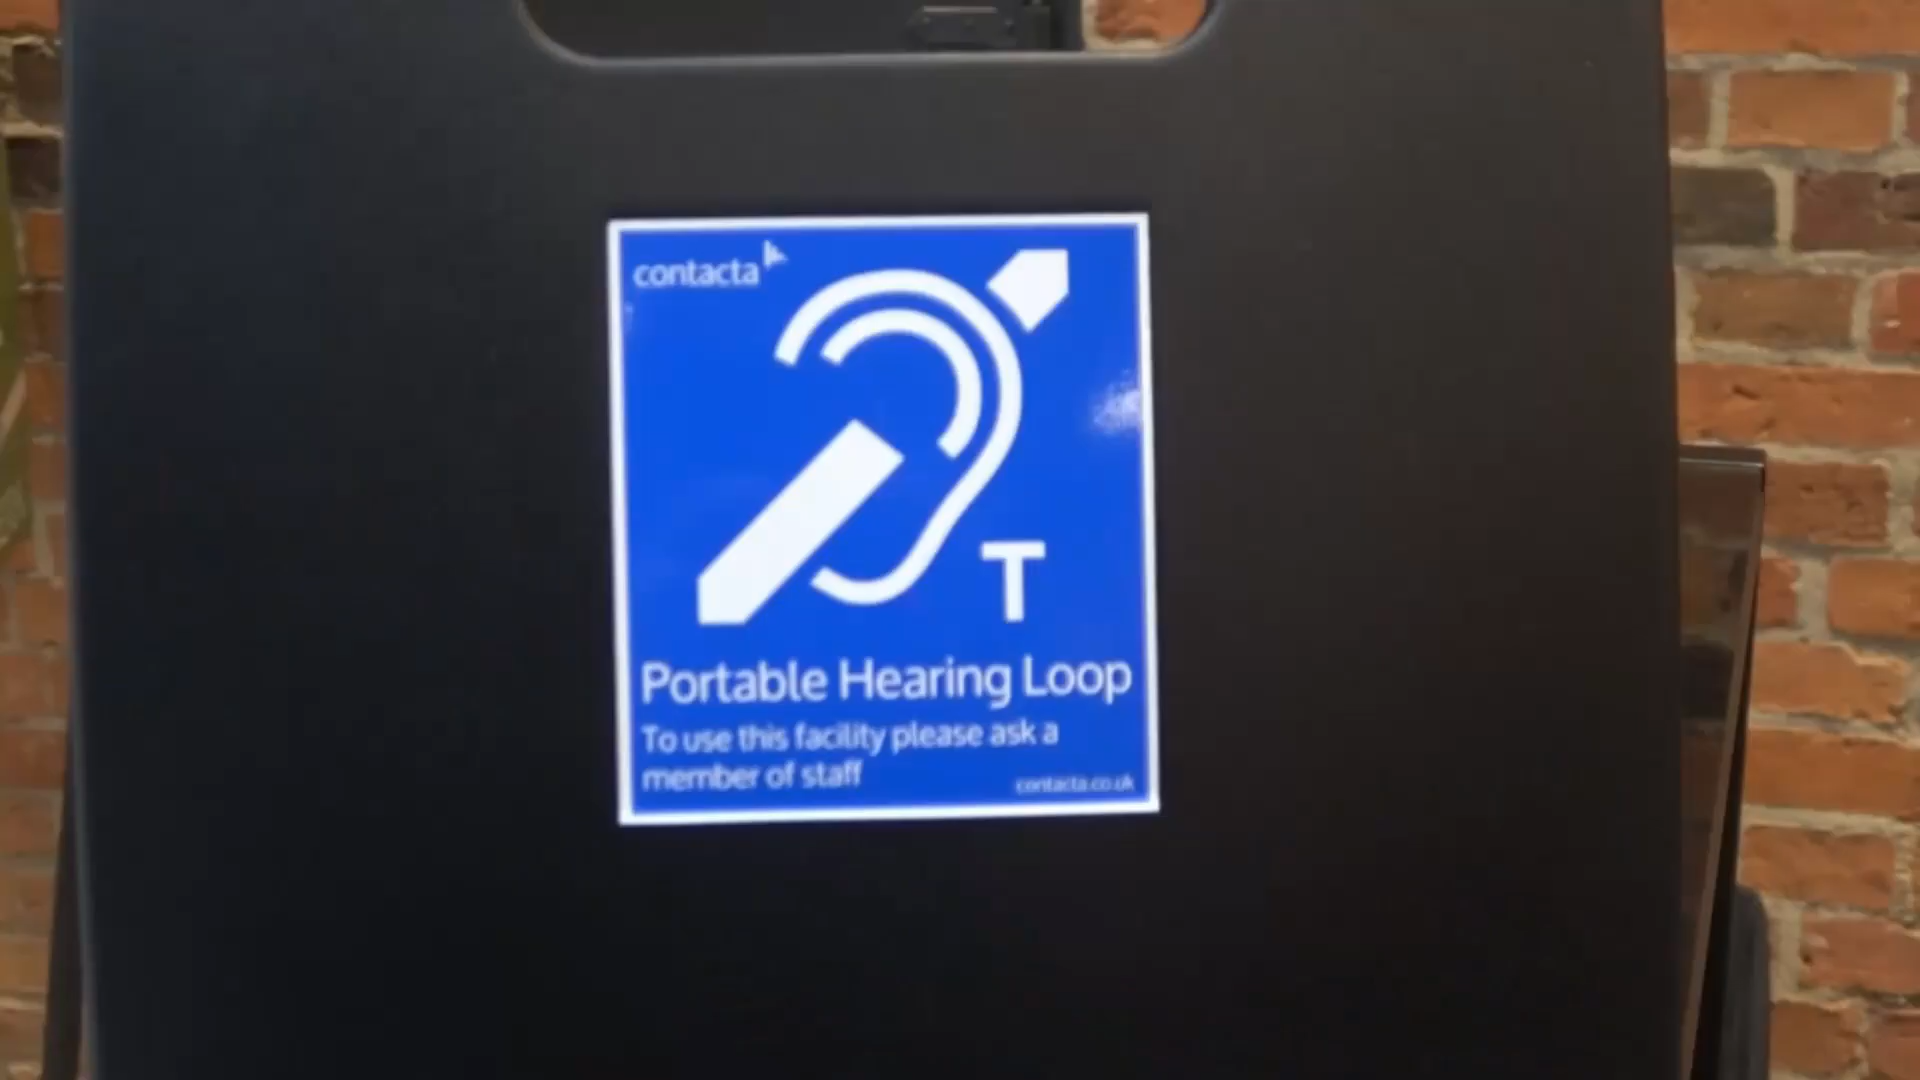 contacta
T
Portable Hearing Loop
To use this facility please ask a
member of staff
contacta.co.uk